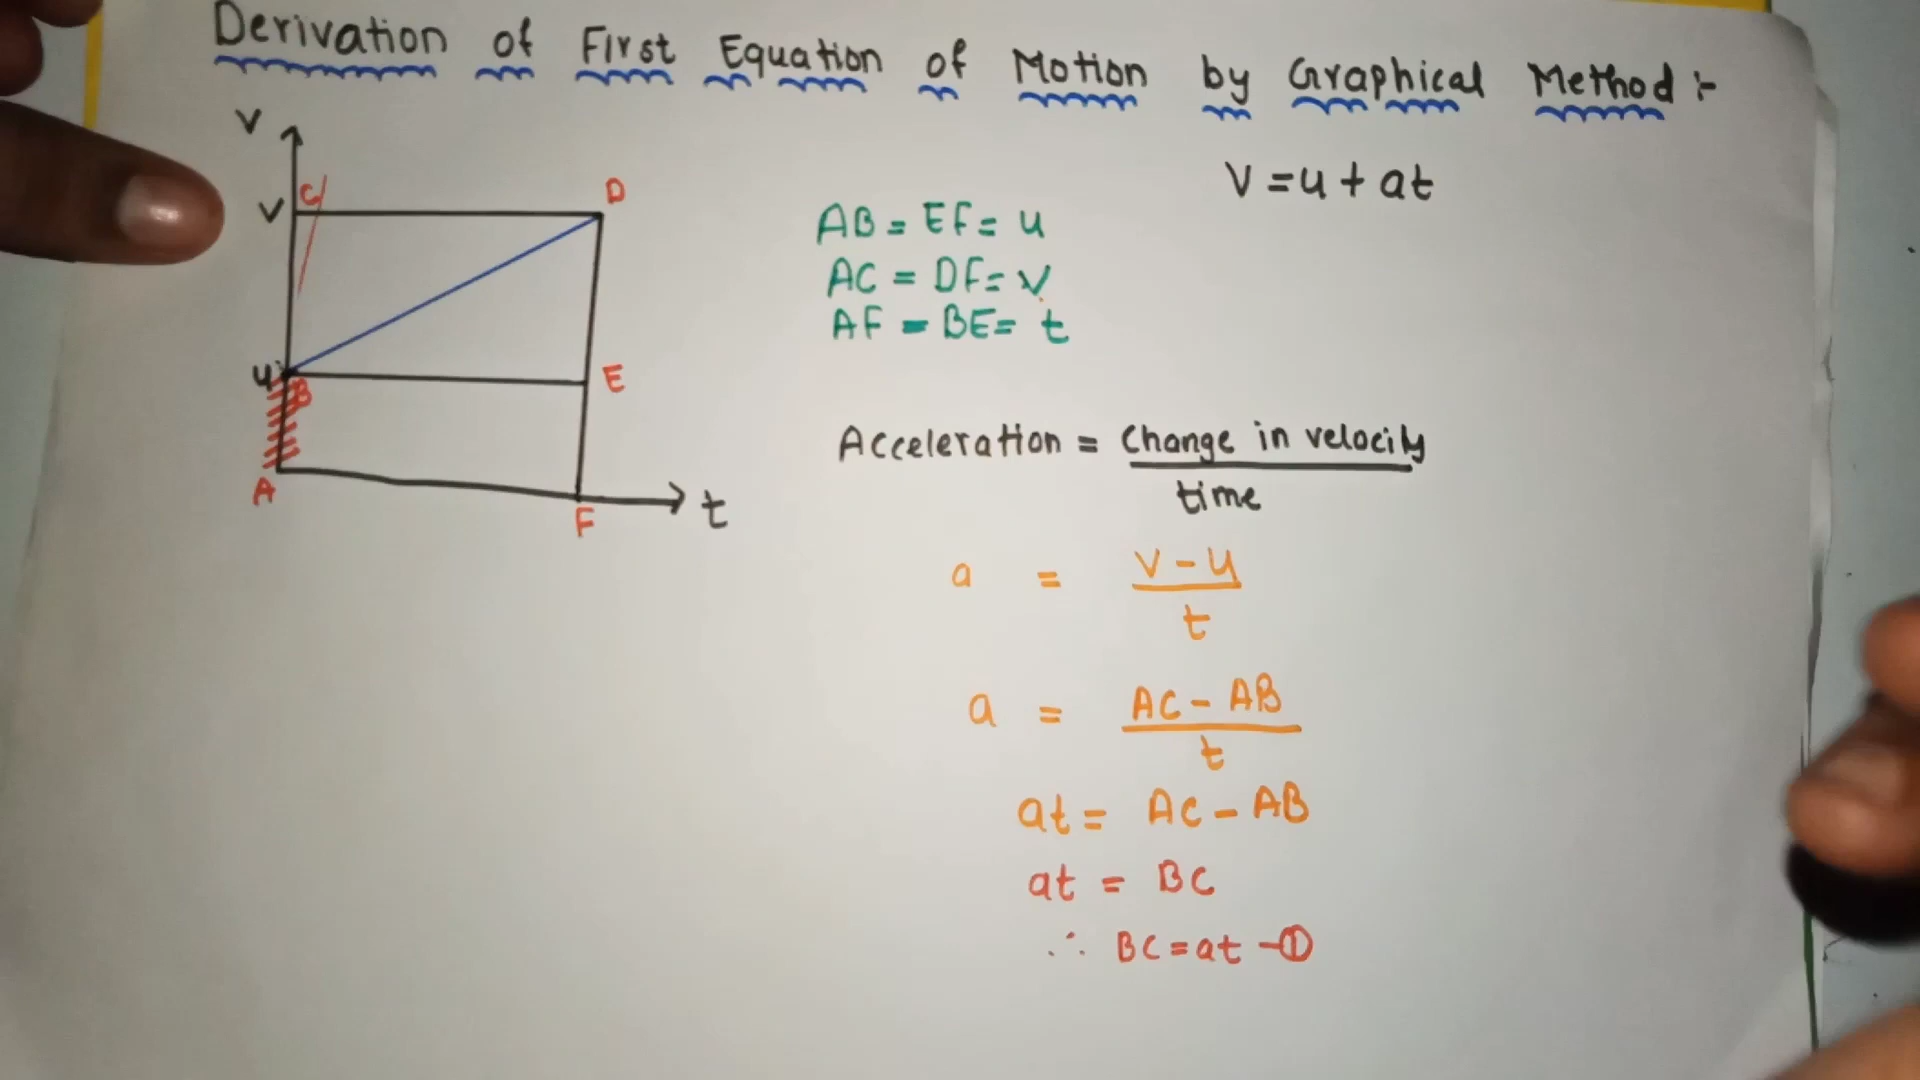 Derivation of First Equation of Motion by Graphical Method :-
V
V = u + at
C
D
V
AB = EF = u
AC = DF = v
AF = BE = t
u
B
E
A
F
t
Acceleration = Change in velocity
time
a = v - u
t
a = AC - AB
t
at = AC - AB
at = BC
∴ BC = at - ①